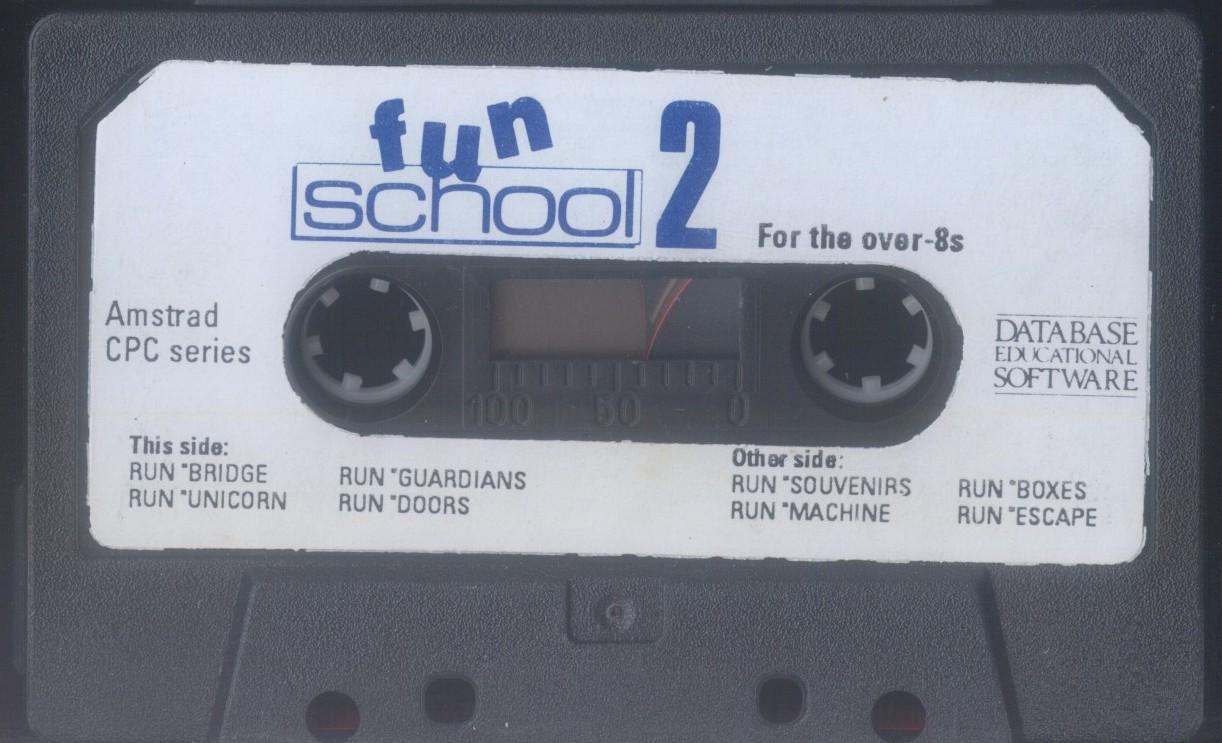 fun
school 2
For the over-8s
Amstrad
CPC series
DATABASE
EDUCATIONAL
SOFTWARE
100 50 0
This side:
RUN "BRIDGE
RUN "UNICORN
RUN "GUARDIANS
RUN "DOORS
Other side:
RUN "SOUVENIRS
RUN "MACHINE
RUN "BOXES
RUN "ESCAPE